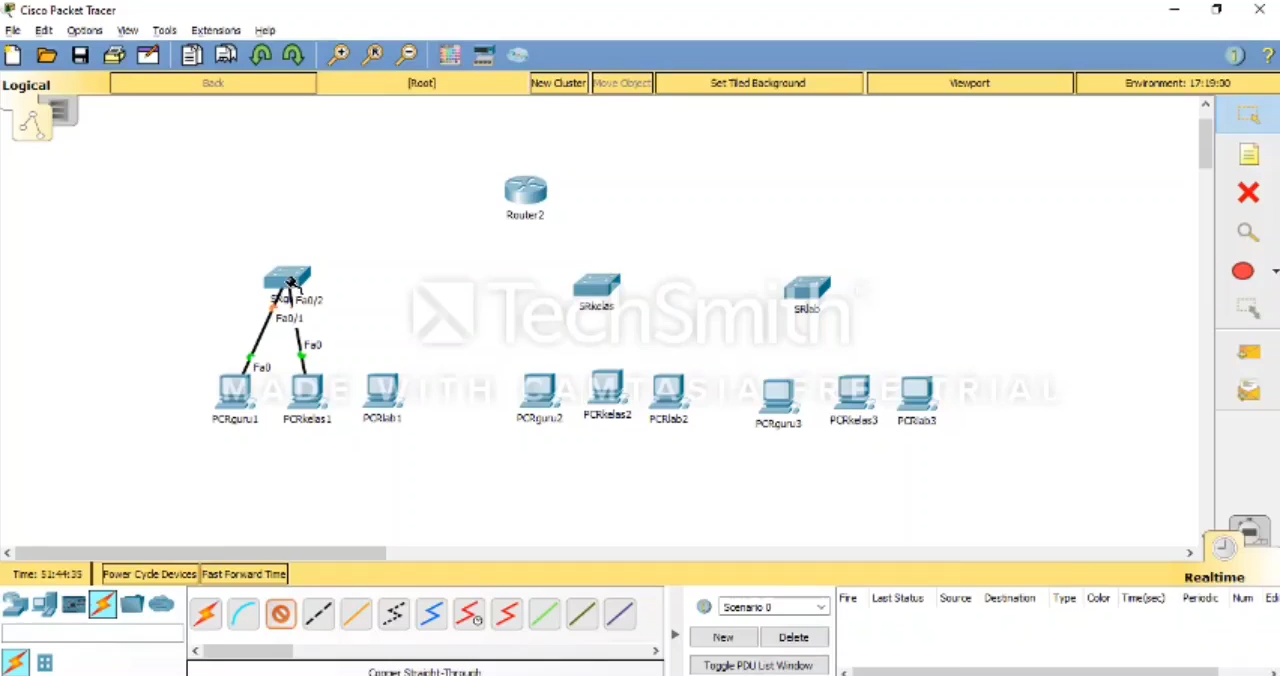 Cisco Packet Tracer
File Edit Options View Tools Extensions Help
Logical
Back
[Root]
New Cluster
Move Object
Set Tiled Background
Viewport
Environment: 17:19:00
Router2
Fa0/2
SRkelas
SRlab
Fa0/1
Fa0
Fa0
TechSmith
MADE WITH CAMTASIA FREE TRIAL
PCRguru1
PCRkelas1
PCRlab1
PCRguru2
PCRkelas2
PCRlab2
PCRguru3
PCRkelas3
PCRlab3
Time: 51:44:35
Power Cycle Devices
Fast Forward Time
Realtime
Scenario 0
New
Delete
Toggle PDU List Window
Fire Last Status Source Destination Type Color Time(sec) Periodic Num Edi
Copper Straight-Through